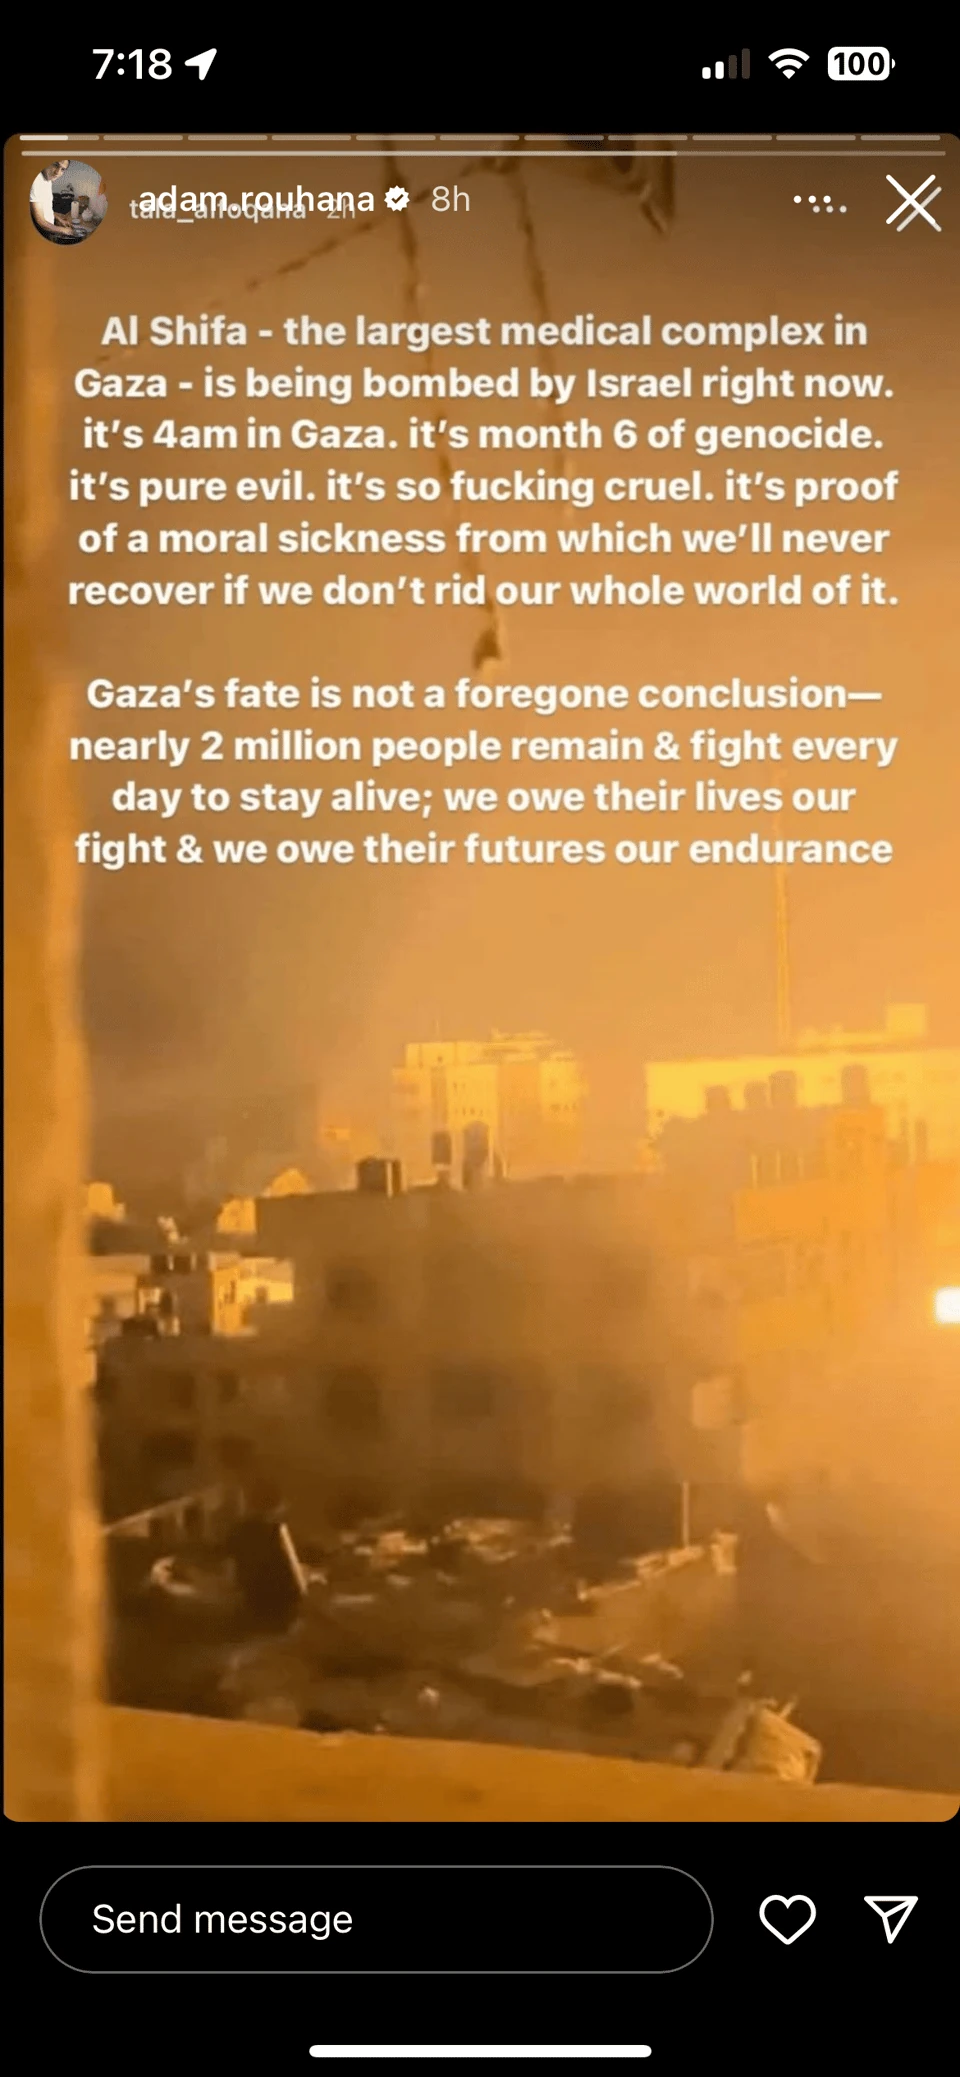 7:18
100
adam.rouhana 8h
tala_alfoqaha 2h
Al Shifa - the largest medical complex in
Gaza - is being bombed by Israel right now.
it's 4am in Gaza. it's month 6 of genocide.
it's pure evil. it's so fucking cruel. it's proof
of a moral sickness from which we'll never
recover if we don't rid our whole world of it.
Gaza's fate is not a foregone conclusion—
nearly 2 million people remain & fight every
day to stay alive; we owe their lives our
fight & we owe their futures our endurance
Send message